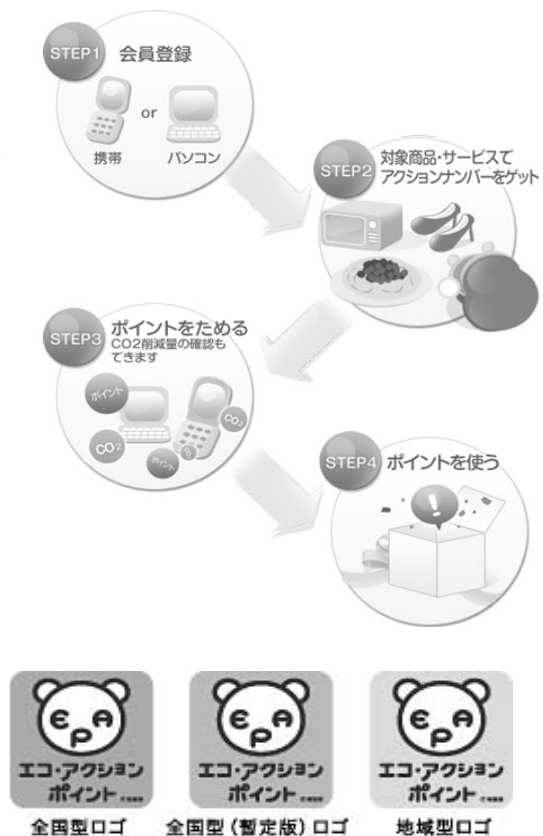 STEP1 会員登録
or
携帯 パソコン
STEP2 対象商品・サービスで
アクションナンバーをゲット
STEP3 ポイントをためる
CO2削減量の確認も
できます
ポイント
CO2
CO2
ポイント
STEP4 ポイントを使う
!
EPA EPA EPA
エコ・アクション エコ・アクション エコ・アクション
ポイント ポイント ポイント
全国型ロゴ 全国型(暫定版)ロゴ 地域型ロゴ